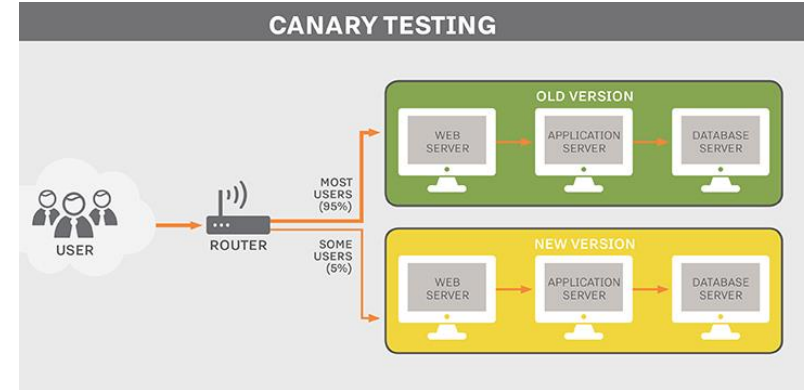 CANARY TESTING
USER
ROUTER
MOST
USERS
(95%)
SOME
USERS
(5%)
OLD VERSION
WEB
SERVER
APPLICATION
SERVER
DATABASE
SERVER
NEW VERSION
WEB
SERVER
APPLICATION
SERVER
DATABASE
SERVER